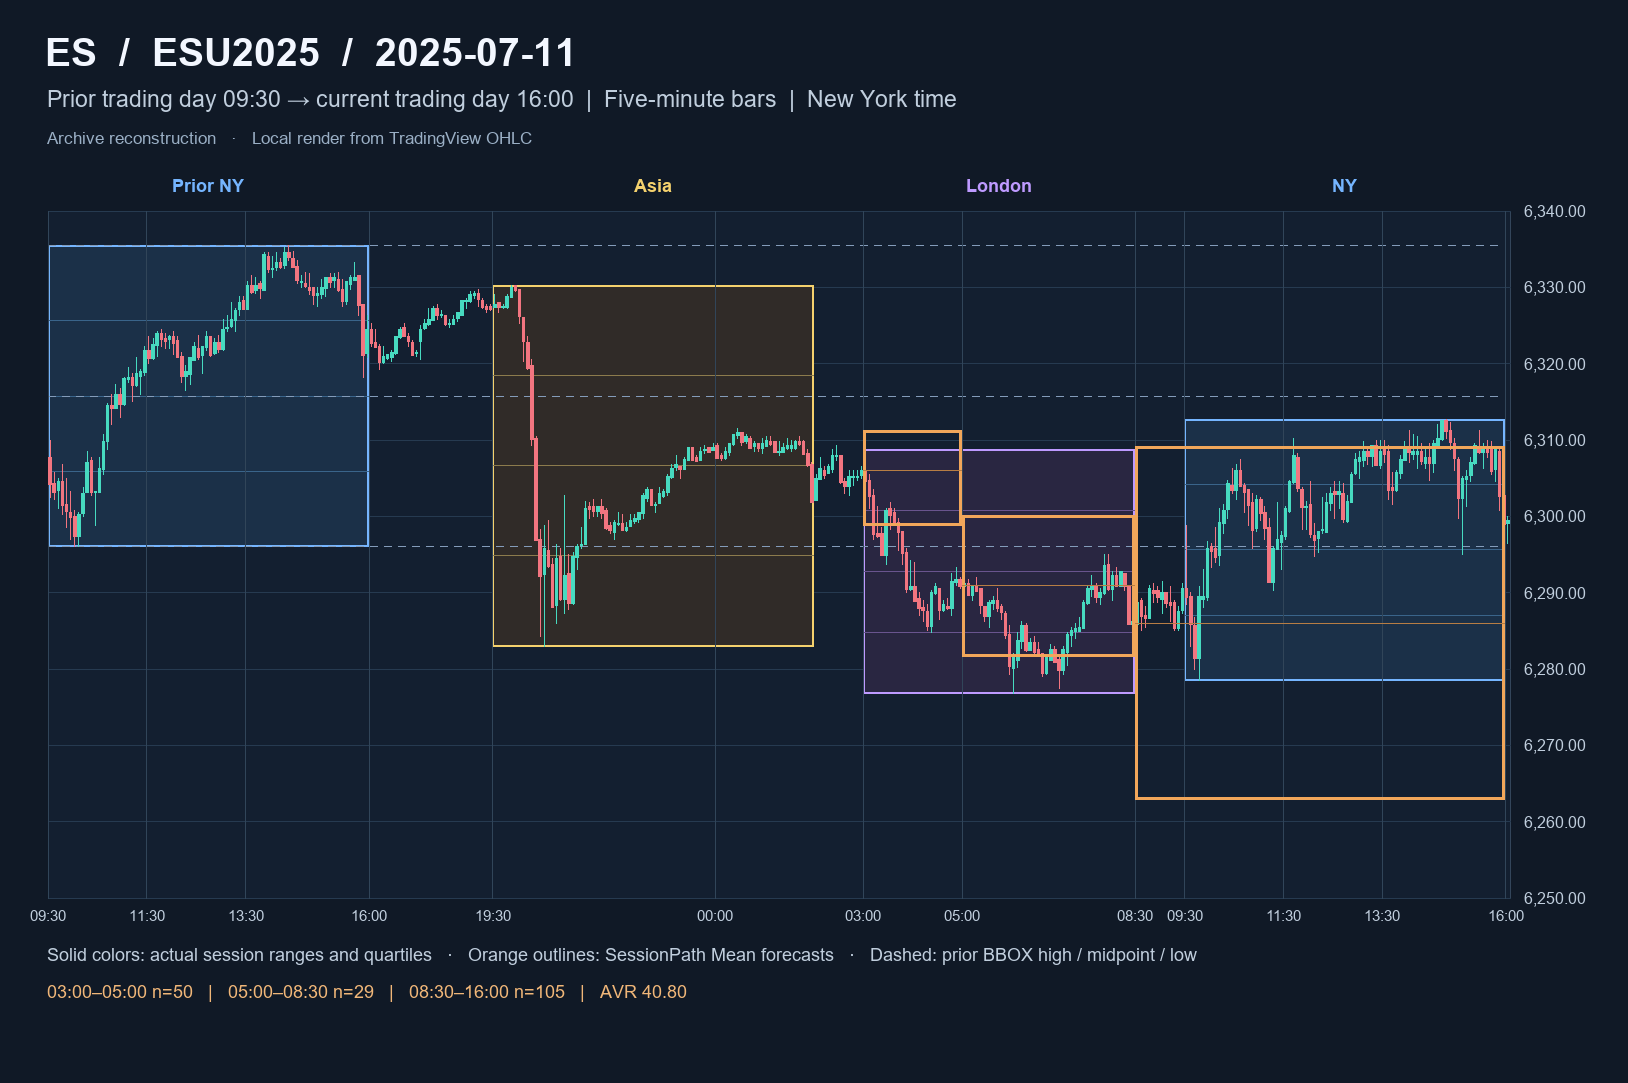 ES / ESU2025 / 2025-07-11
Prior trading day 09:30 → current trading day 16:00 | Five-minute bars | New York time
Archive reconstruction · Local render from TradingView OHLC
Prior NY Asia London NY
6,340.00
6,330.00
6,320.00
6,310.00
6,300.00
6,290.00
6,280.00
6,270.00
6,260.00
6,250.00
09:30 11:30 13:30 16:00 19:30 00:00 03:00 05:00 08:30 09:30 11:30 13:30 16:00
Solid colors: actual session ranges and quartiles · Orange outlines: SessionPath Mean forecasts · Dashed: prior BBOX high / midpoint / low
03:00–05:00 n=50 | 05:00–08:30 n=29 | 08:30–16:00 n=105 | AVR 40.80